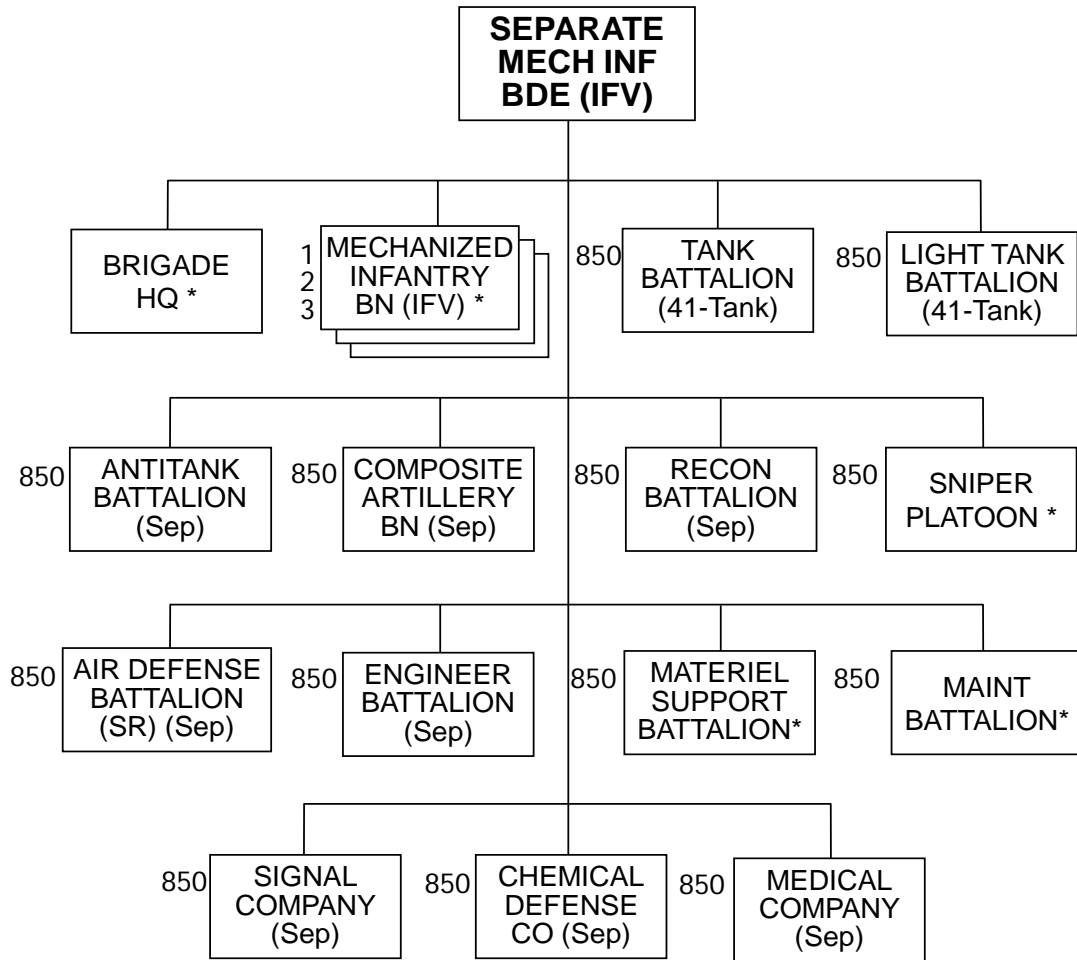 SEPARATE
MECH INF
BDE (IFV)
BRIGADE
HQ *
1
2
3
MECHANIZED
INFANTRY
BN (IFV) *
850
TANK
BATTALION
(41-Tank)
850
LIGHT TANK
BATTALION
(41-Tank)
850
ANTITANK
BATTALION
(Sep)
850
COMPOSITE
ARTILLERY
BN (Sep)
850
RECON
BATTALION
(Sep)
850
SNIPER
PLATOON *
850
AIR DEFENSE
BATTALION
(SR) (Sep)
850
ENGINEER
BATTALION
(Sep)
850
MATERIEL
SUPPORT
BATTALION*
850
MAINT
BATTALION*
850
SIGNAL
COMPANY
(Sep)
850
CHEMICAL
DEFENSE
CO (Sep)
850
MEDICAL
COMPANY
(Sep)